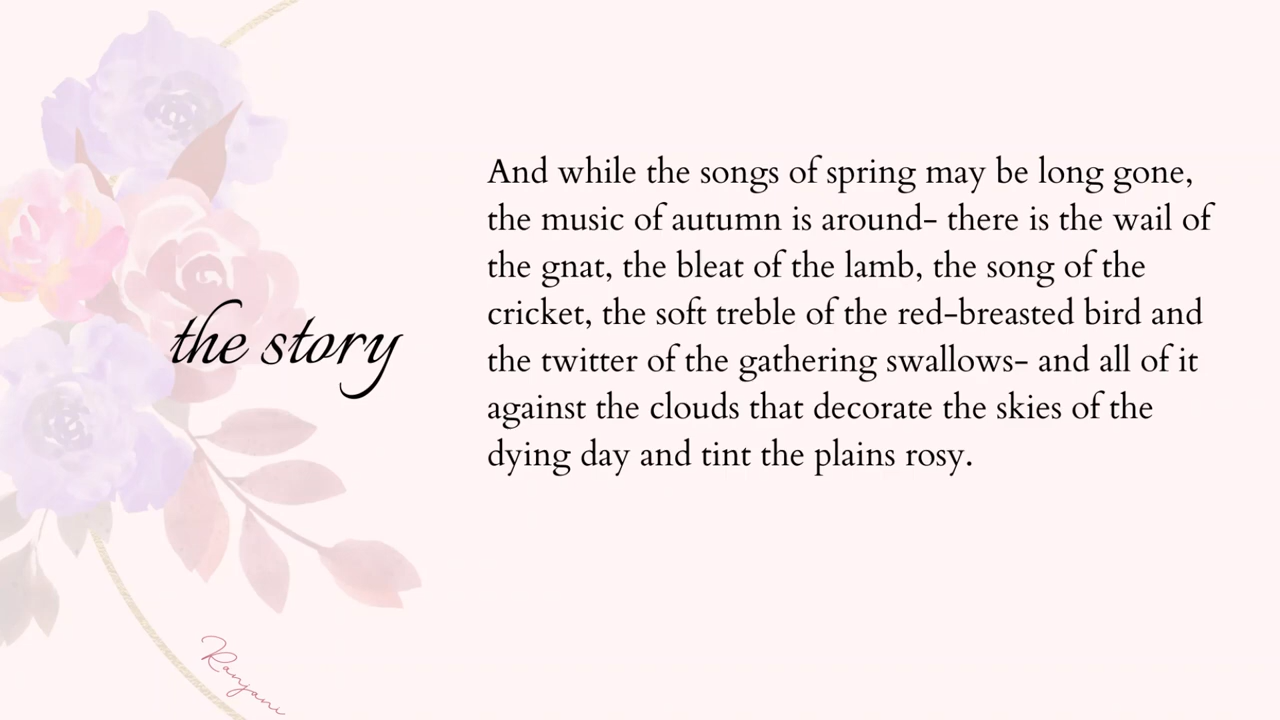 the story
And while the songs of spring may be long gone,
the music of autumn is around- there is the wail of
the gnat, the bleat of the lamb, the song of the
cricket, the soft treble of the red-breasted bird and
the twitter of the gathering swallows- and all of it
against the clouds that decorate the skies of the
dying day and tint the plains rosy.
Ranjani